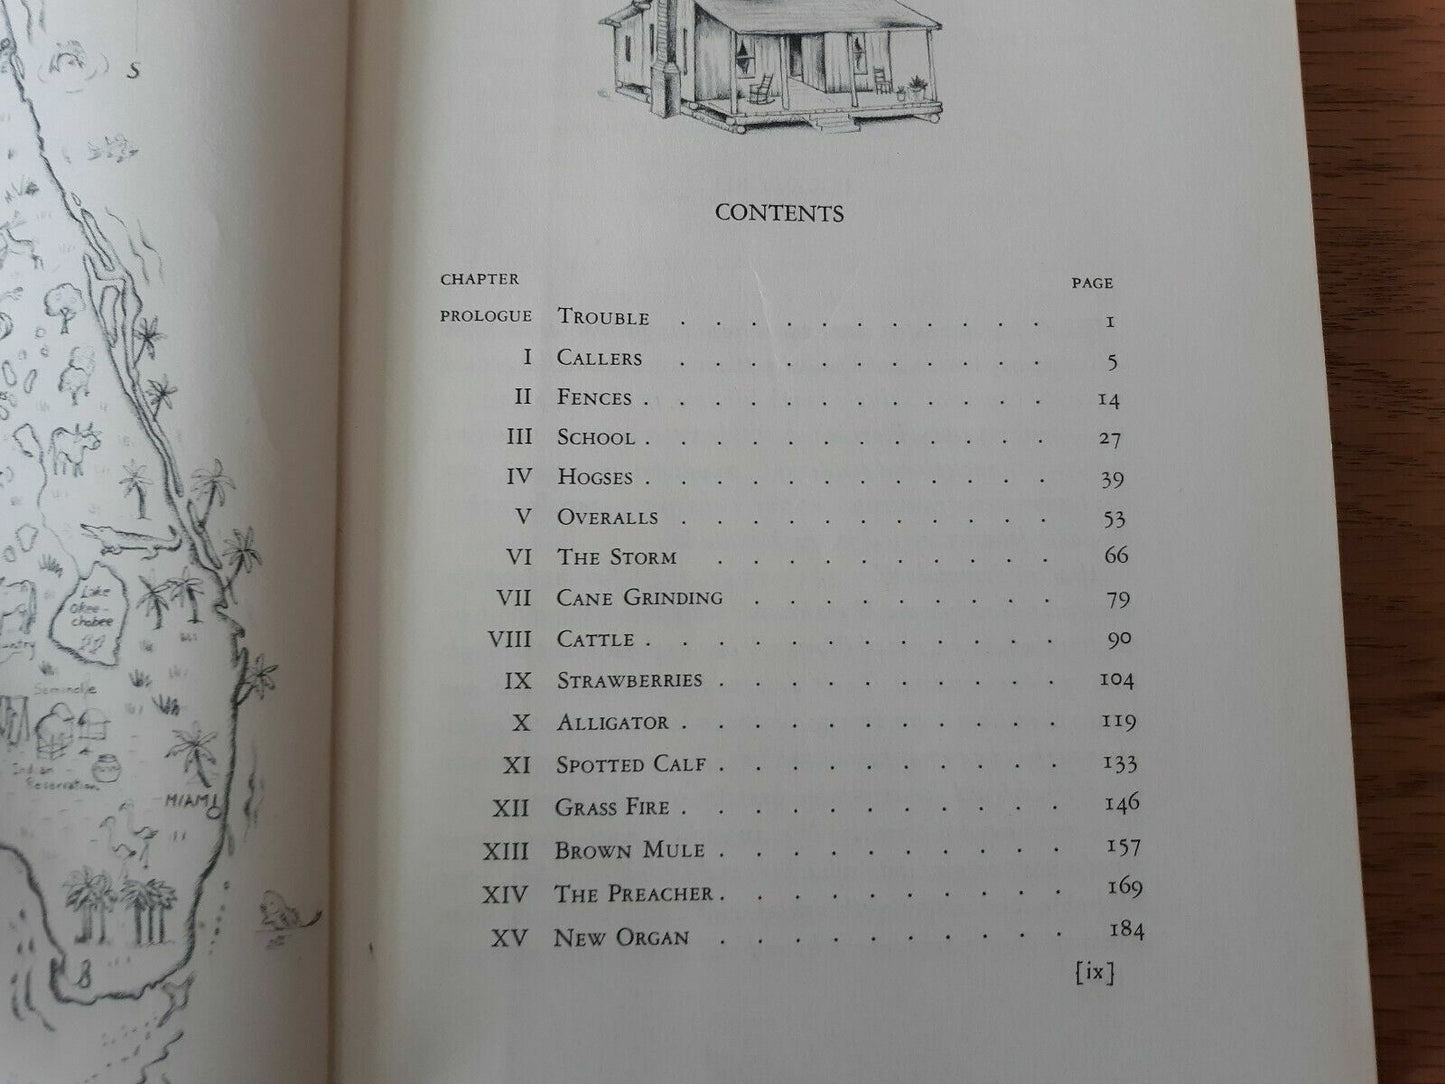 S
Lake
Okee-
chobee
Seminole
Indian
Reservation
MIAMI
CONTENTS
CHAPTER PAGE
PROLOGUE TROUBLE . . . . . . . . . . . 1
I CALLERS . . . . . . . . . . . 5
II FENCES . . . . . . . . . . . . 14
III SCHOOL . . . . . . . . . . . . 27
IV HOGSES . . . . . . . . . . . . 39
V OVERALLS . . . . . . . . . . . 53
VI THE STORM . . . . . . . . . . 66
VII CANE GRINDING . . . . . . . . . 79
VIII CATTLE . . . . . . . . . . . . 90
IX STRAWBERRIES . . . . . . . . . . 104
X ALLIGATOR . . . . . . . . . . . 119
XI SPOTTED CALF . . . . . . . . . . 133
XII GRASS FIRE . . . . . . . . . . . 146
XIII BROWN MULE . . . . . . . . . . 157
XIV THE PREACHER . . . . . . . . . . 169
XV NEW ORGAN . . . . . . . . . . 184
[ix]